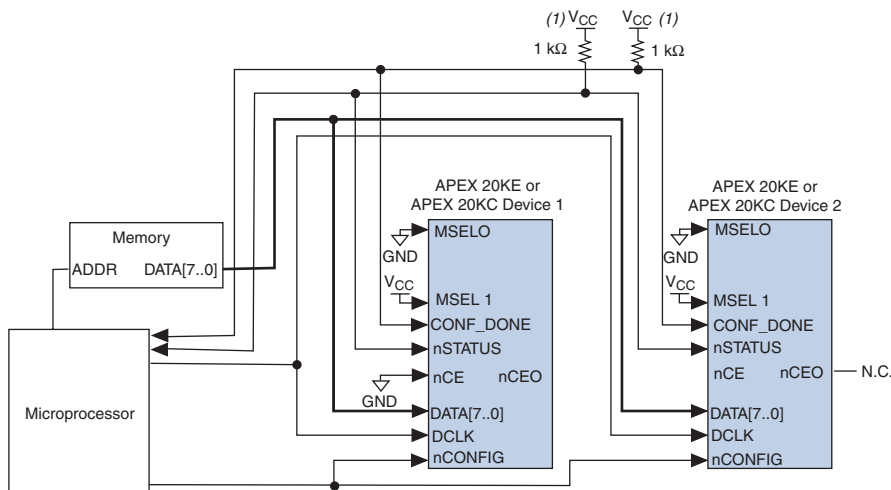 (1) VCC
VCC (1)
1 kΩ
1 kΩ
APEX 20KE or
APEX 20KC Device 1
APEX 20KE or
APEX 20KC Device 2
Memory
ADDR DATA[7..0]
Microprocessor
MSELO
GND
VCC
MSEL 1
CONF_DONE
nSTATUS
nCE nCEO
GND
DATA[7..0]
DCLK
nCONFIG
MSELO
GND
VCC
MSEL 1
CONF_DONE
nSTATUS
nCE nCEO
N.C.
DATA[7..0]
DCLK
nCONFIG